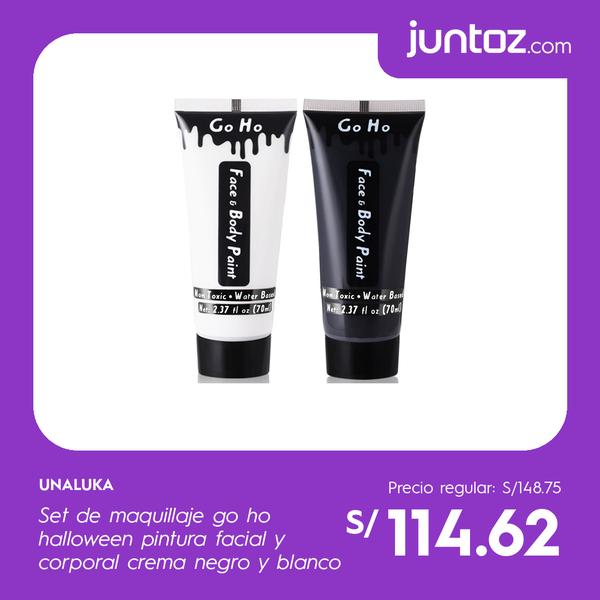 juntoz.com
Go Ho
Face & Body Paint
Non Toxic • Water Based
Net: 2.37 fl oz (70ml)
Go Ho
Face & Body Paint
Non Toxic • Water Based
Net: 2.37 fl oz (70ml)
UNALUKA
Set de maquillaje go ho
halloween pintura facial y
corporal crema negro y blanco
Precio regular: S/148.75
S/ 114.62